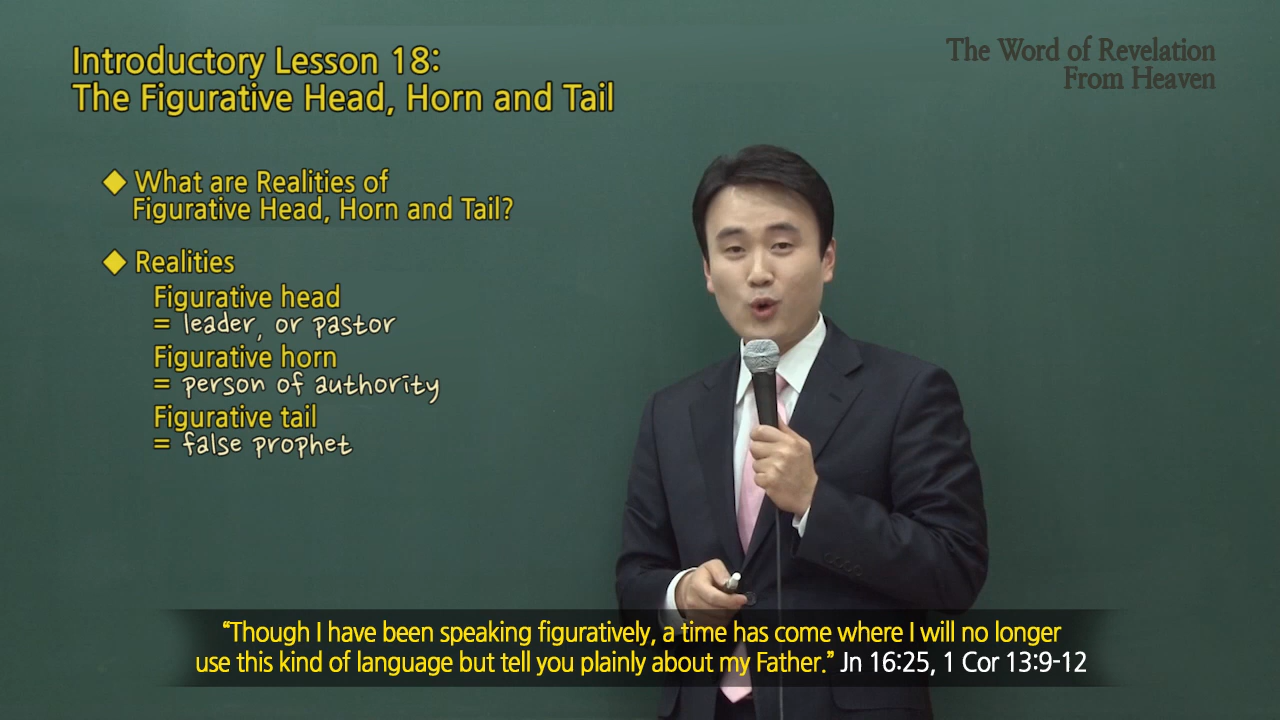 Introductory Lesson 18:
The Figurative Head, Horn and Tail
The Word of Revelation
From Heaven
◆ What are Realities of
Figurative Head, Horn and Tail?
◆ Realities
Figurative head
= leader, or pastor
Figurative horn
= person of authority
Figurative tail
= false prophet
“Though I have been speaking figuratively, a time has come where I will no longer
use this kind of language but tell you plainly about my Father.” Jn 16:25, 1 Cor 13:9-12